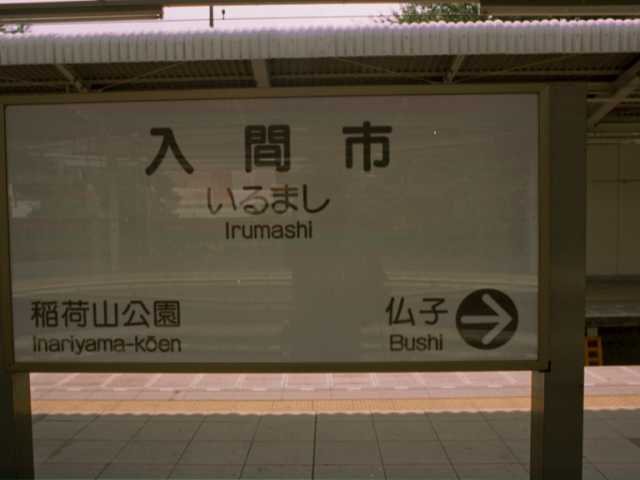 入間市
いるまし
Irumashi
稲荷山公園
Inariyama-kōen
仏子
Bushi